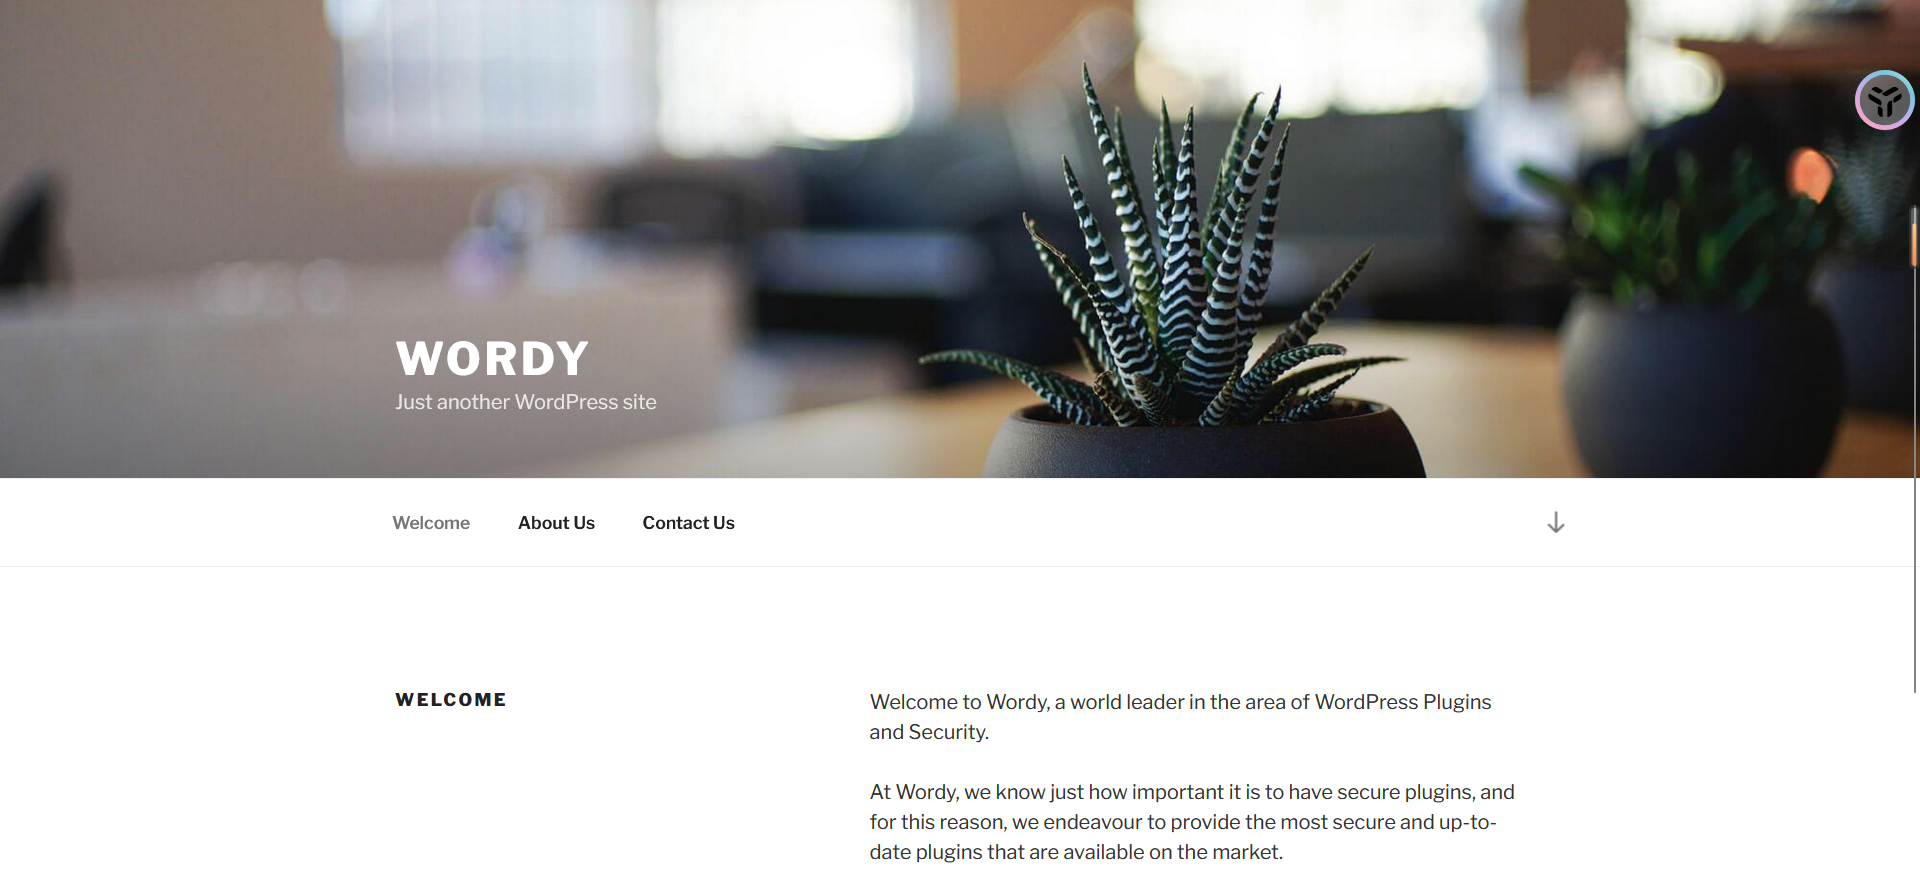 WORDY
Just another WordPress site
Welcome About Us Contact Us
WELCOME
Welcome to Wordy, a world leader in the area of WordPress Plugins
and Security.
At Wordy, we know just how important it is to have secure plugins, and
for this reason, we endeavour to provide the most secure and up-to-
date plugins that are available on the market.